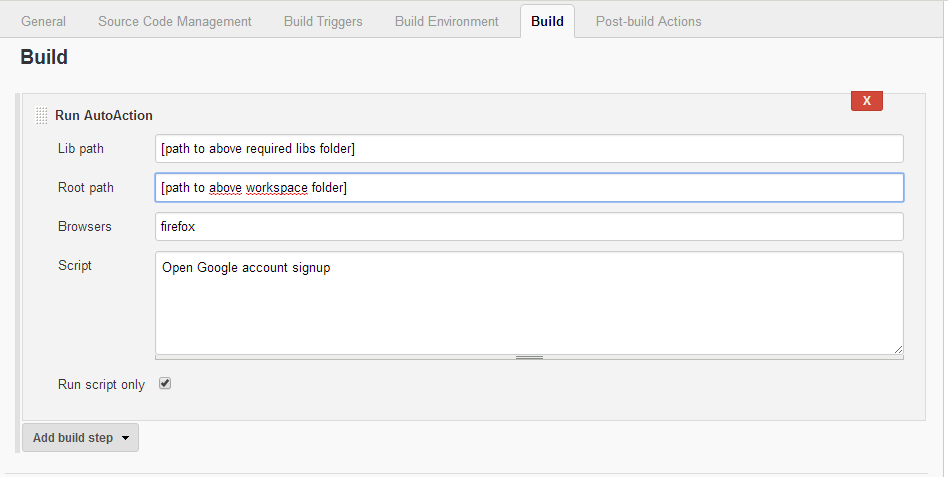 General Source Code Management Build Triggers Build Environment Build Post-build Actions
Build
X
Run AutoAction
Lib path [path to above required libs folder]
Root path [path to above workspace folder]
Browsers firefox
Script Open Google account signup
Run script only
Add build step